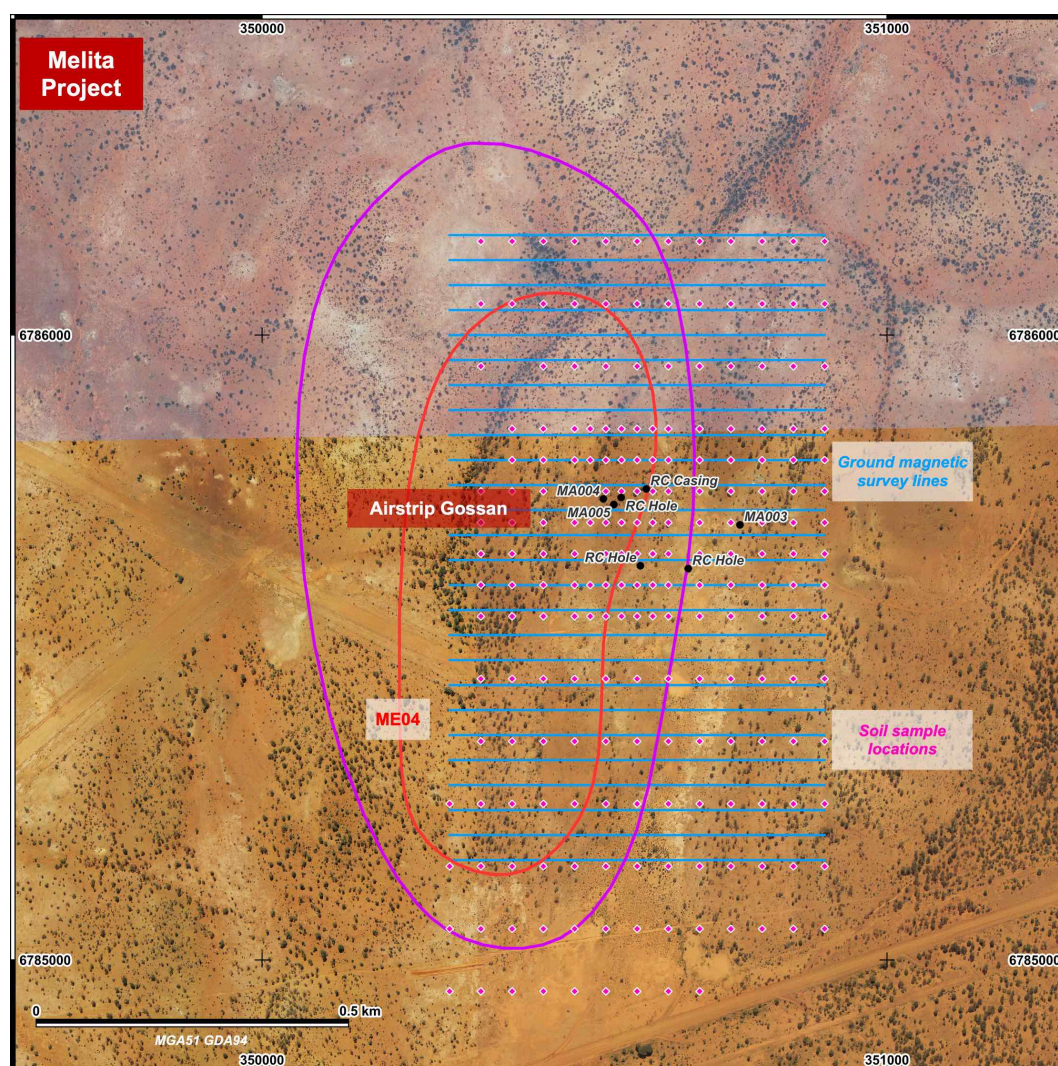 350000
351000
Melita
Project
6786000
6786000
Ground magnetic
survey lines
RC Casing
MA004
Airstrip Gossan
MA005
RC Hole
MA003
RC Hole
RC Hole
ME04
Soil sample
locations
6785000
6785000
0
0.5 km
MGA51 GDA94
350000
351000